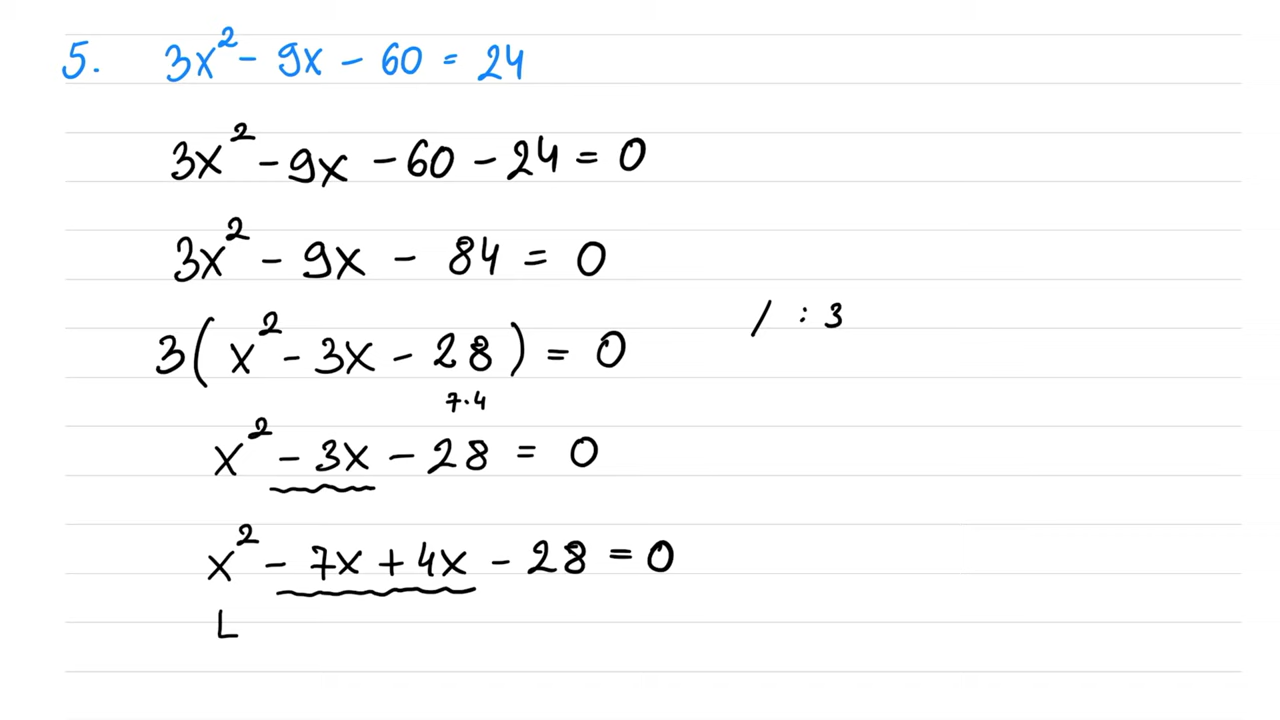 5. 3x² - 9x - 60 = 24
3x² - 9x - 60 - 24 = 0
3x² - 9x - 84 = 0
/ : 3
3(x² - 3x - 28) = 0
7·4
x² - 3x - 28 = 0
x² - 7x + 4x - 28 = 0